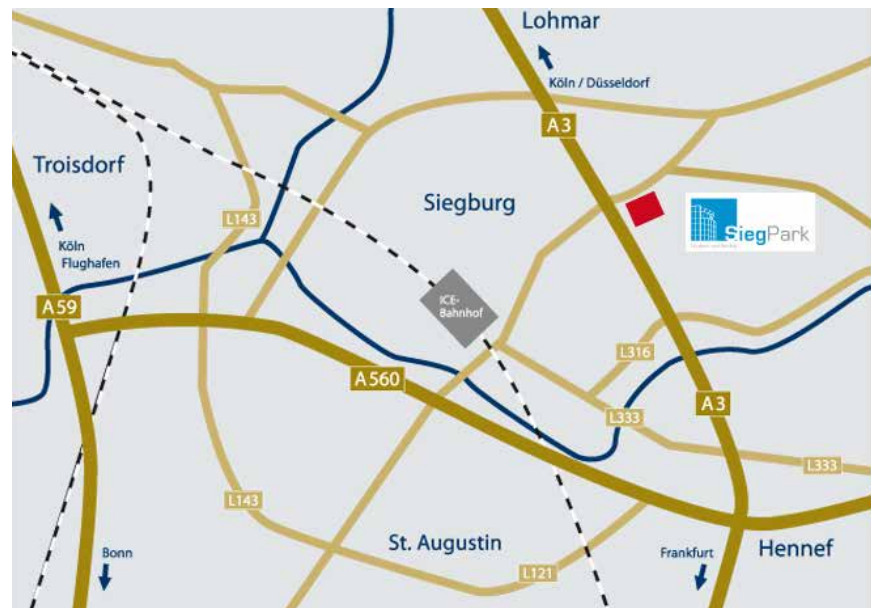 Lohmar
Köln / Düsseldorf
A3
Troisdorf
L143
Siegburg
SiegPark
Köln
Flughafen
A59
ICE-
Bahnhof
A560
L316
L333
A3
L333
L143
Bonn
St. Augustin
L121
Frankfurt
Hennef